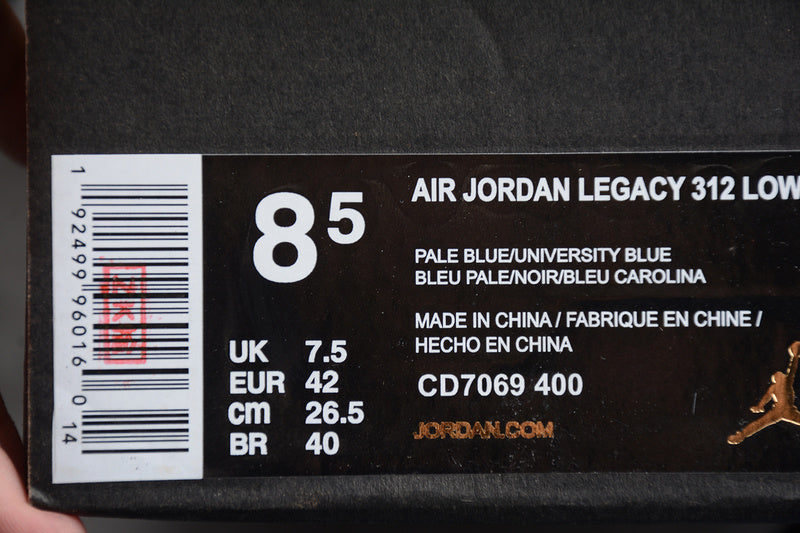 AIR JORDAN LEGACY 312 LOW
8 5
PALE BLUE/UNIVERSITY BLUE
BLEU PALE/NOIR/BLEU CAROLINA
MADE IN CHINA / FABRIQUE EN CHINE /
HECHO EN CHINA
UK 7.5
EUR 42
cm 26.5
BR 40
CD7069 400
JORDAN.COM
1 92499 96016 0 14